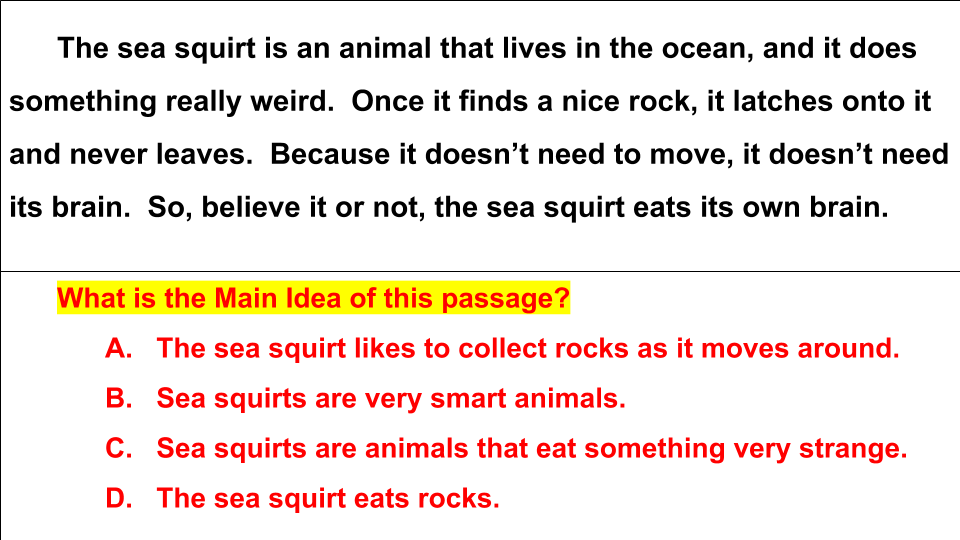 The sea squirt is an animal that lives in the ocean, and it does
something really weird.  Once it finds a nice rock, it latches onto it
and never leaves.  Because it doesn’t need to move, it doesn’t need
its brain.  So, believe it or not, the sea squirt eats its own brain.
What is the Main Idea of this passage?
A. The sea squirt likes to collect rocks as it moves around.
B. Sea squirts are very smart animals.
C. Sea squirts are animals that eat something very strange.
D. The sea squirt eats rocks.